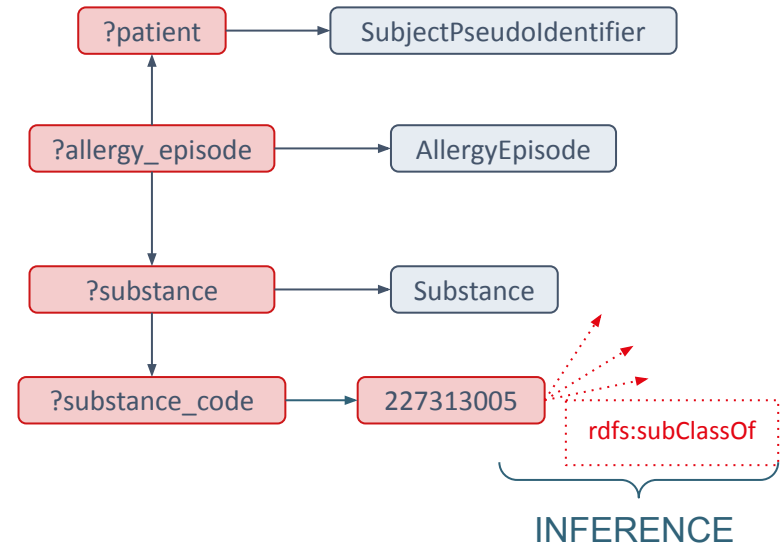 ?patient
SubjectPseudoIdentifier
?allergy_episode
AllergyEpisode
?substance
Substance
?substance_code
227313005
rdfs:subClassOf
INFERENCE